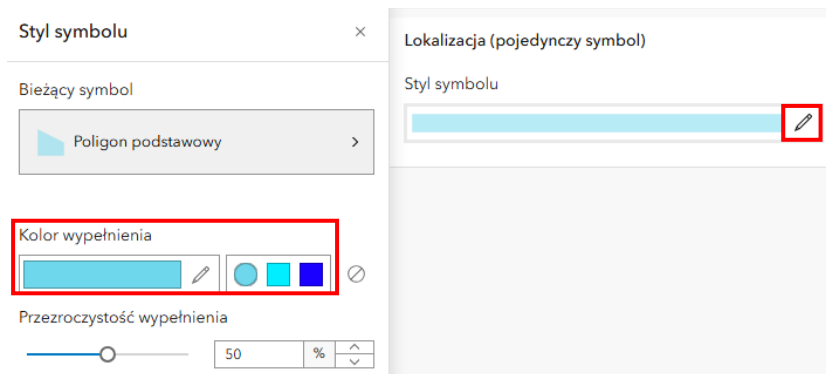 Styl symbolu
Bieżący symbol
Poligon podstawowy
Kolor wypełnienia
Przezroczystość wypełnienia
50 %
Lokalizacja (pojedynczy symbol)
Styl symbolu